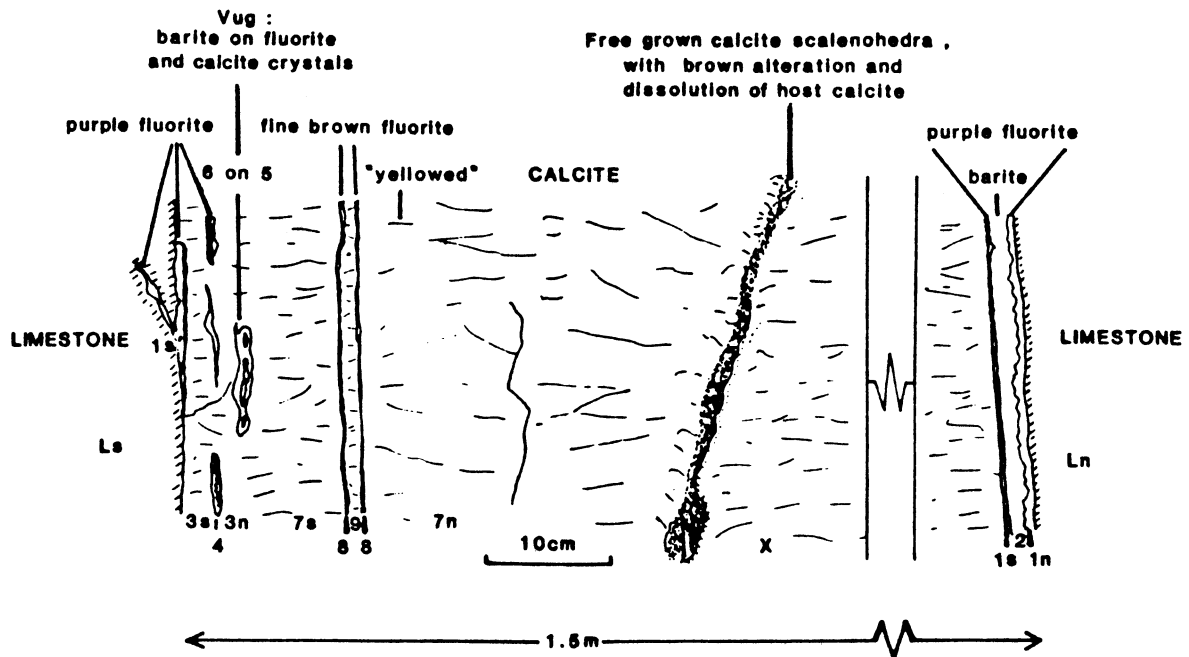 Vug :
barite on fluorite
and calcite crystals
Free grown calcite scalenohedra ,
with brown alteration and
dissolution of host calcite
purple fluorite
fine brown fluorite
purple fluorite
6 on 5
"yellowed"
CALCITE
barite
LIMESTONE
1s
LIMESTONE
Ls
Ln
3s
3n
7s
9
7n
2
4
8
8
10cm
X
1s
1n
1.5m